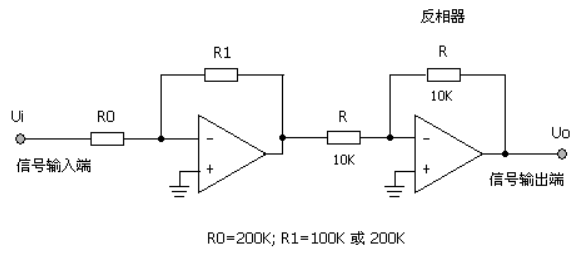 反相器
R1
R
10K
Ui
R0
R
10K
Uo
信号输入端
信号输出端
-
+
-
+
R0=200K; R1=100K 或 200K